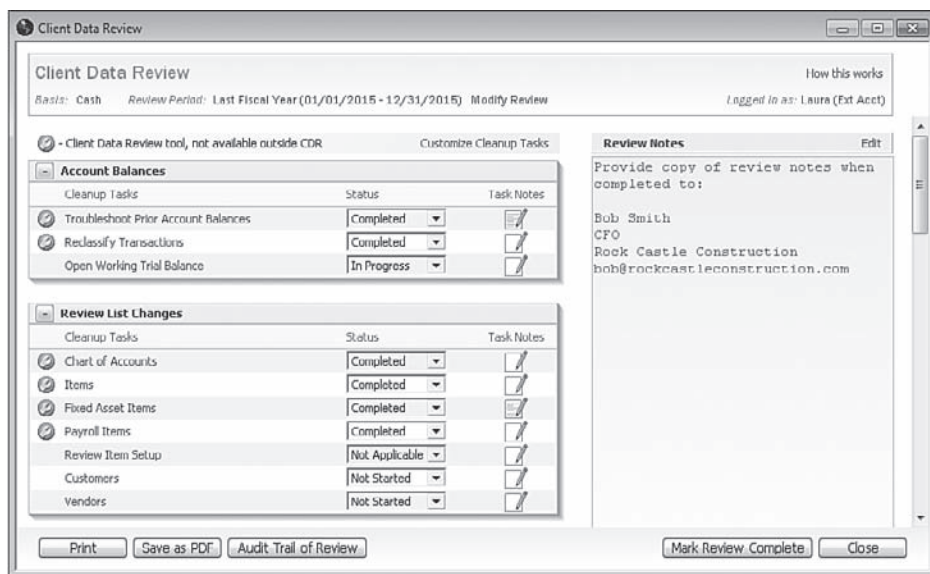 Client Data Review
Client Data Review
How this works
Basis: Cash Review Period: Last Fiscal Year (01/01/2015 - 12/31/2015) Modify Review
Logged in as: Laura (Ext Acct)
- Client Data Review tool, not available outside CDR
Customize Cleanup Tasks
Account Balances
Cleanup Tasks Status Task Notes
Troubleshoot Prior Account Balances Completed
Reclassify Transactions Completed
Open Working Trial Balance In Progress
Review List Changes
Cleanup Tasks Status Task Notes
Chart of Accounts Completed
Items Completed
Fixed Asset Items Completed
Payroll Items Completed
Review Item Setup Not Applicable
Customers Not Started
Vendors Not Started
Review Notes Edit
Provide copy of review notes when
completed to:
Bob Smith
CFO
Rock Castle Construction
bob@rockcastleconstruction.com
Print Save as PDF Audit Trail of Review Mark Review Complete Close